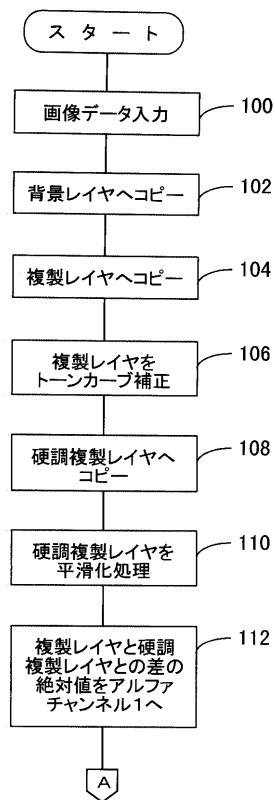 スタート
画像データ入力
100
背景レイヤへコピー
102
複製レイヤへコピー
104
複製レイヤを
トーンカーブ補正
106
硬調複製レイヤへ
コピー
108
硬調複製レイヤを
平滑化処理
110
複製レイヤと硬調
複製レイヤとの差の
絶対値をアルファ
チャンネル1へ
112
A